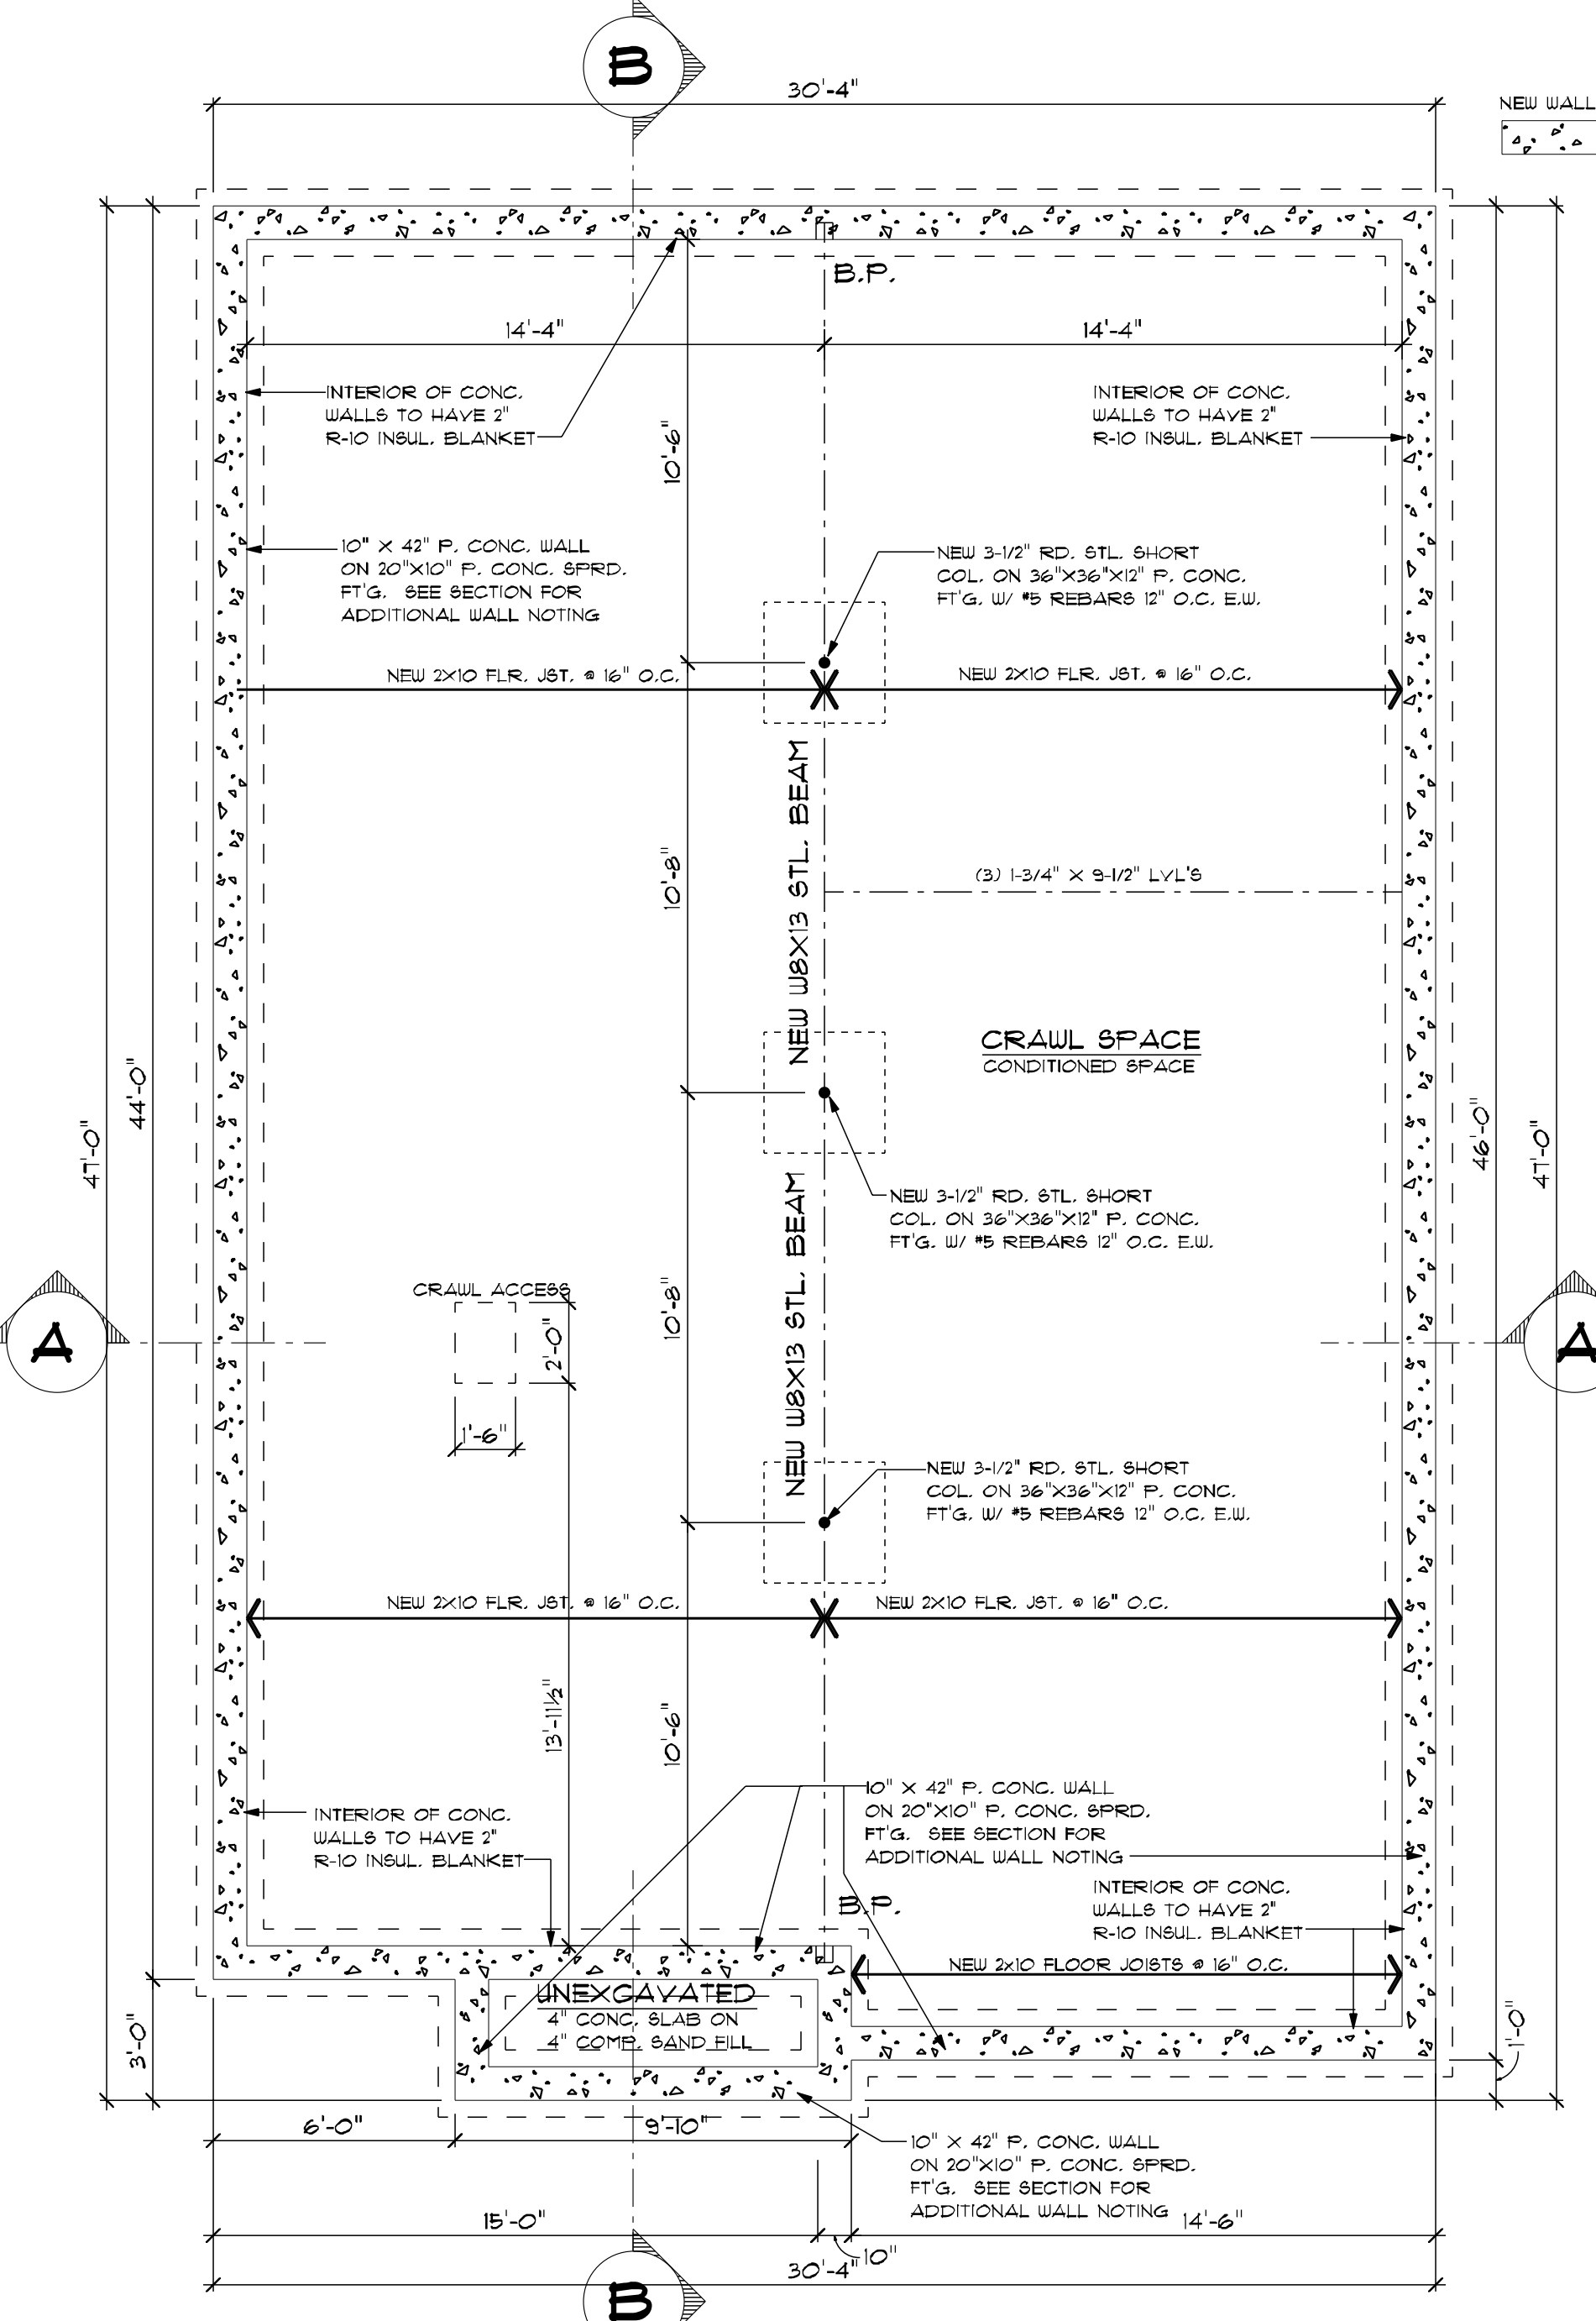 B
30'-4"
NEW WALL
B.P.
14'-4"
14'-4"
INTERIOR OF CONC.
WALLS TO HAVE 2"
R-10 INSUL. BLANKET
INTERIOR OF CONC.
WALLS TO HAVE 2"
R-10 INSUL. BLANKET
10'-6"
10" X 42" P. CONC. WALL
ON 20"X10" P. CONC. SPRD.
FT'G. SEE SECTION FOR
ADDITIONAL WALL NOTING
NEW 3-1/2" RD. STL. SHORT
COL. ON 36"X36"X12" P. CONC.
FT'G. W/ #5 REBARS 12" O.C. E.W.
NEW 2X10 FLR. JST. @ 16" O.C.
NEW 2X10 FLR. JST. @ 16" O.C.
NEW W8X13 STL. BEAM
10'-8"
(3) 1-3/4" X 9-1/2" LVL'S
CRAWL SPACE
CONDITIONED SPACE
47'-0"
44'-0"
46'-0"
47'-0"
NEW 3-1/2" RD. STL. SHORT
COL. ON 36"X36"X12" P. CONC.
FT'G. W/ #5 REBARS 12" O.C. E.W.
NEW W8X13 STL. BEAM
CRAWL ACCESS
10'-8"
2'-0"
A
A
1'-6"
NEW 3-1/2" RD. STL. SHORT
COL. ON 36"X36"X12" P. CONC.
FT'G. W/ #5 REBARS 12" O.C. E.W.
NEW 2X10 FLR. JST. @ 16" O.C.
NEW 2X10 FLR. JST. @ 16" O.C.
13'-11½"
10'-6"
10" X 42" P. CONC. WALL
ON 20"X10" P. CONC. SPRD.
FT'G. SEE SECTION FOR
ADDITIONAL WALL NOTING
INTERIOR OF CONC.
WALLS TO HAVE 2"
R-10 INSUL. BLANKET
INTERIOR OF CONC.
WALLS TO HAVE 2"
R-10 INSUL. BLANKET
B.P.
NEW 2x10 FLOOR JOISTS @ 16" O.C.
UNEXGAVATED
4" CONC. SLAB ON
4" COMP. SAND FILL
3'-0"
1'-0"
6'-0"
9'-10"
10" X 42" P. CONC. WALL
ON 20"X10" P. CONC. SPRD.
FT'G. SEE SECTION FOR
ADDITIONAL WALL NOTING
15'-0"
14'-6"
10"
30'-4"
B